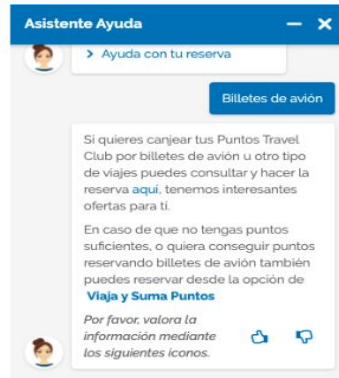 Asistente Ayuda
> Ayuda con tu reserva
Billetes de avión
Si quieres canjear tus Puntos Travel
Club por billetes de avión u otro tipo
de viajes puedes consultar y hacer la
reserva aquí, tenemos interesantes
ofertas para tí.
En caso de que no tengas puntos
suficientes, o quiera conseguir puntos
reservando billetes de avión también
puedes reservar desde la opción de
Viaja y Suma Puntos
Por favor, valora la
información mediante
los siguientes iconos.